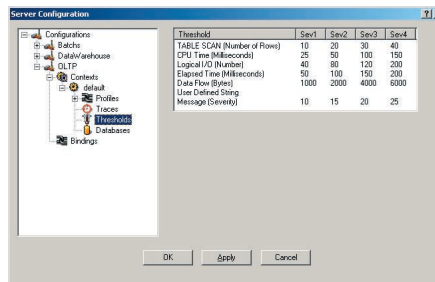 Server Configuration
?
Configurations
Batchs
DataWarehouse
OLTP
Contexts
default
Profiles
Traces
Thresholds
Databases
Bindings
Threshold Sev1 Sev2 Sev3 Sev4
TABLE SCAN (Number of Rows) 10 20 30 40
CPU Time (Milliseconds) 25 50 100 150
Logical I/O (Number) 40 80 120 200
Elapsed Time (Milliseconds) 50 100 150 200
Data Flow (Bytes) 1000 2000 4000 6000
User Defined String
Message (Severity) 10 15 20 25
OK Apply Cancel